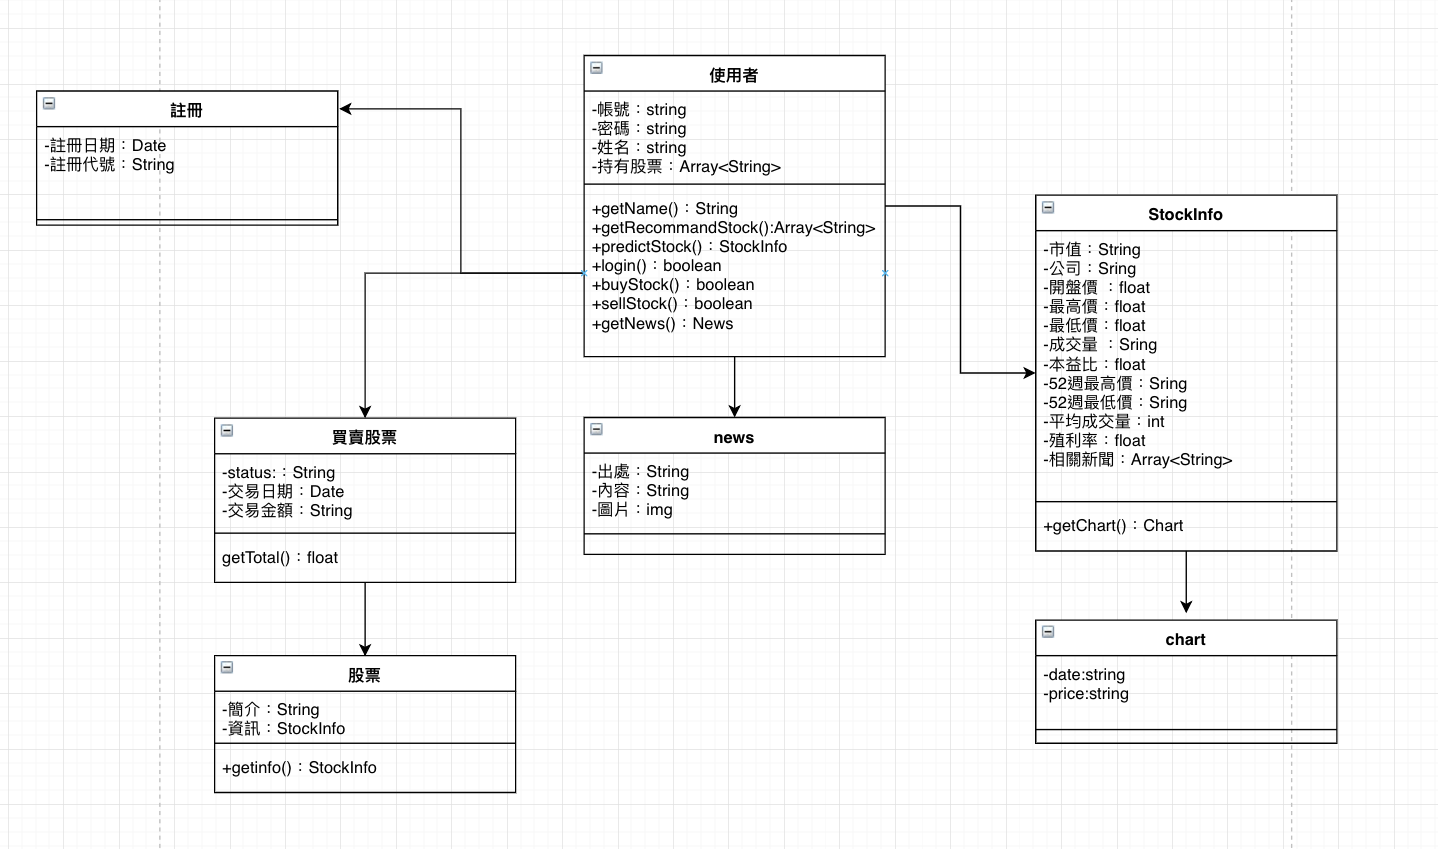 註冊
-註冊日期：Date
-註冊代號：String
使用者
-帳號：string
-密碼：string
-姓名：string
-持有股票：Array<String>
+getName()：String
+getRecommandStock():Array<String>
+predictStock()：StockInfo
+login()：boolean
+buyStock()：boolean
+sellStock()：boolean
+getNews()：News
StockInfo
-市值：String
-公司：Sring
-開盤價 ：float
-最高價：float
-最低價：float
-成交量 ：Sring
-本益比：float
-52週最高價：Sring
-52週最低價：Sring
-平均成交量：int
-殖利率：float
-相關新聞：Array<String>
+getChart()：Chart
買賣股票
-status:：String
-交易日期：Date
-交易金額：String
getTotal()：float
news
-出處：String
-內容：String
-圖片：img
股票
-簡介：String
-資訊：StockInfo
+getinfo()：StockInfo
chart
-date:string
-price:string